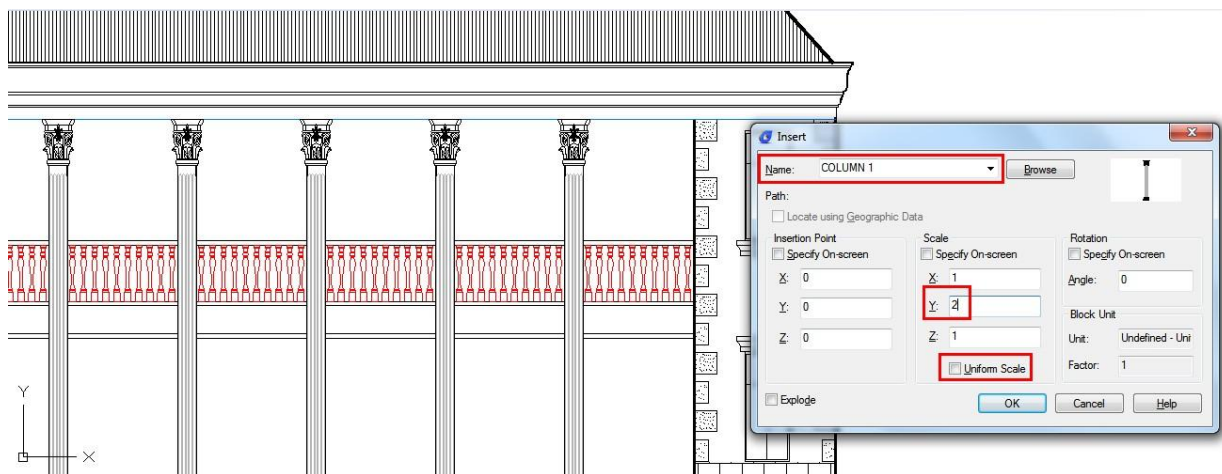 Insert
Name: COLUMN 1 Browse
Path:
Locate using Geographic Data
Insertion Point Scale Rotation
Specify On-screen Specify On-screen Specify On-screen
X: 0 X: 1 Angle: 0
Y: 0 Y: 2 Block Unit
Z: 0 Z: 1 Unit: Undefined - Uni
Uniform Scale Factor: 1
Explode OK Cancel Help
Y
X